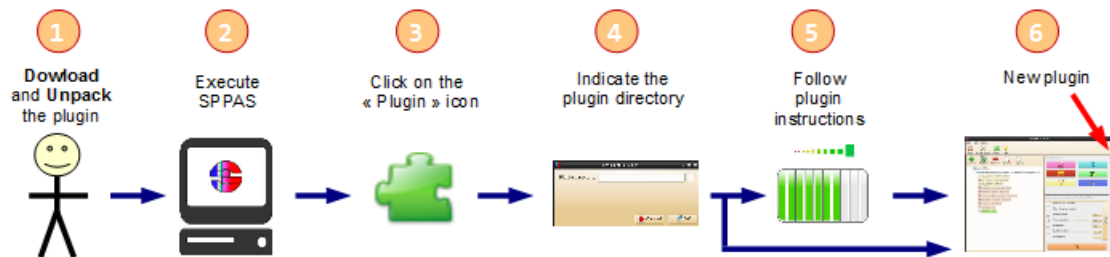 1
2
3
4
5
6
Dowload
and Unpack
the plugin
Execute
SPPAS
Click on the
« Plugin » icon
Indicate the
plugin directory
Follow
plugin
instructions
New plugin